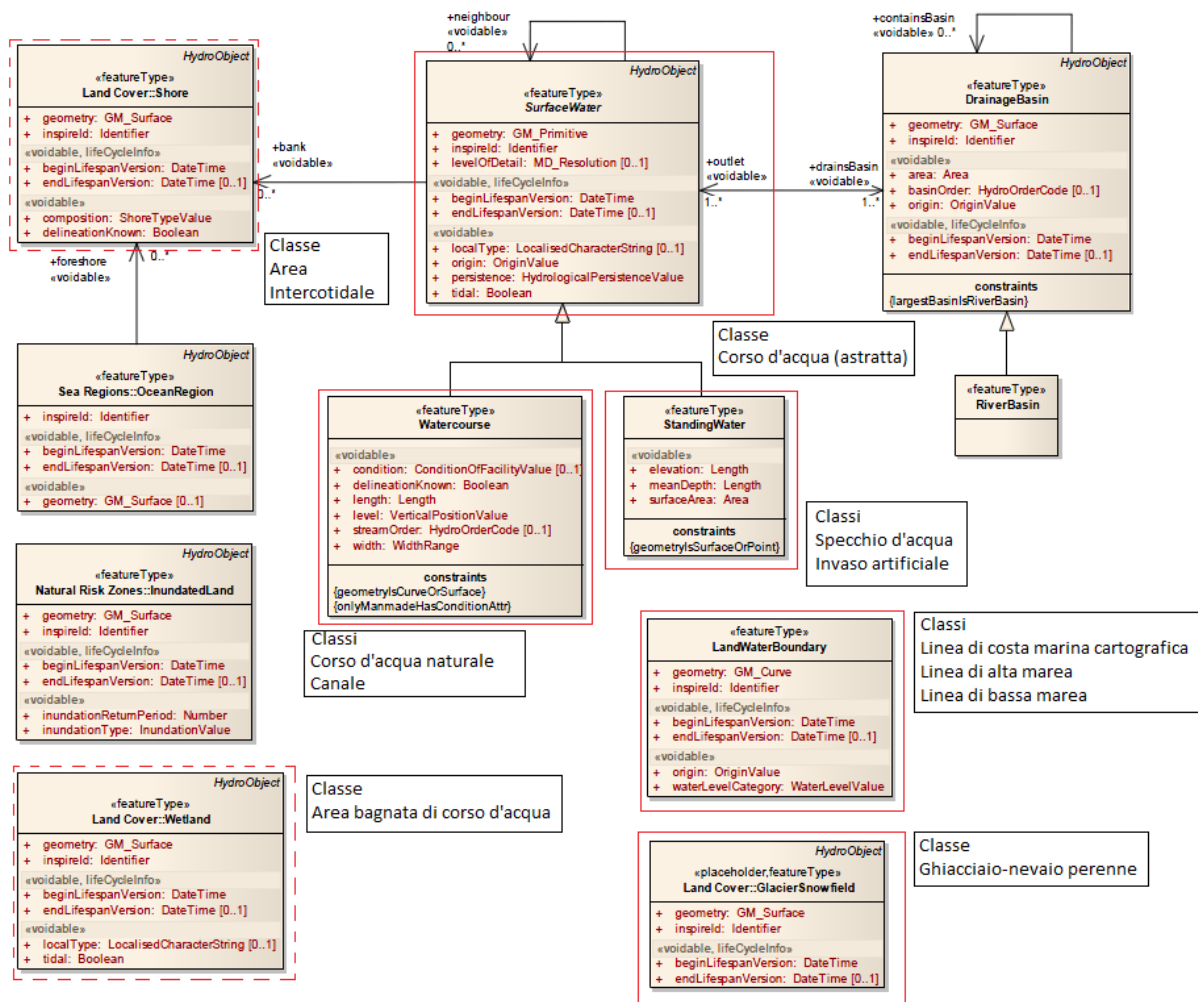 +neighbour
«voidable»
0..*
+containsBasin
«voidable» 0..*
HydroObject
«featureType»
Land Cover::Shore
+ geometry: GM_Surface
+ inspireId: Identifier
«voidable, lifeCycleInfo»
+ beginLifespanVersion: DateTime
+ endLifespanVersion: DateTime [0..1]
«voidable»
+ composition: ShoreTypeValue
+ delineationKnown: Boolean
+bank
«voidable»
0..*
HydroObject
«featureType»
SurfaceWater
+ geometry: GM_Primitive
+ inspireId: Identifier
+ levelOfDetail: MD_Resolution [0..1]
«voidable, lifeCycleInfo»
+ beginLifespanVersion: DateTime
+ endLifespanVersion: DateTime [0..1]
«voidable»
+ localType: LocalisedCharacterString [0..1]
+ origin: OriginValue
+ persistence: HydrologicalPersistenceValue
+ tidal: Boolean
+outlet
«voidable»
1..*
+drainsBasin
«voidable»
1..*
HydroObject
«featureType»
DrainageBasin
+ geometry: GM_Surface
+ inspireId: Identifier
«voidable»
+ area: Area
+ basinOrder: HydroOrderCode [0..1]
+ origin: OriginValue
«voidable, lifeCycleInfo»
+ beginLifespanVersion: DateTime
+ endLifespanVersion: DateTime [0..1]
constraints
{largestBasinIsRiverBasin}
Classe
Area
Intercotidale
+foreshore
«voidable»
0..*
Classe
Corso d'acqua (astratta)
HydroObject
«featureType»
Sea Regions::OceanRegion
+ inspireId: Identifier
«voidable, lifeCycleInfo»
+ beginLifespanVersion: DateTime
+ endLifespanVersion: DateTime [0..1]
«voidable»
+ geometry: GM_Surface [0..1]
«featureType»
Watercourse
«voidable»
+ condition: ConditionOfFacilityValue [0..1]
+ delineationKnown: Boolean
+ length: Length
+ level: VerticalPositionValue
+ streamOrder: HydroOrderCode [0..1]
+ width: WidthRange
constraints
{geometryIsCurveOrSurface}
{onlyManmadeHasConditionAttr}
«featureType»
StandingWater
«voidable»
+ elevation: Length
+ meanDepth: Length
+ surfaceArea: Area
constraints
{geometryIsSurfaceOrPoint}
«featureType»
RiverBasin
Classi
Specchio d'acqua
Invaso artificiale
HydroObject
«featureType»
Natural Risk Zones::InundatedLand
+ geometry: GM_Surface
+ inspireId: Identifier
«voidable, lifeCycleInfo»
+ beginLifespanVersion: DateTime
+ endLifespanVersion: DateTime [0..1]
«voidable»
+ inundationReturnPeriod: Number
+ inundationType: InundationValue
Classi
Corso d'acqua naturale
Canale
«featureType»
LandWaterBoundary
+ geometry: GM_Curve
+ inspireId: Identifier
«voidable, lifeCycleInfo»
+ beginLifespanVersion: DateTime
+ endLifespanVersion: DateTime [0..1]
«voidable»
+ origin: OriginValue
+ waterLevelCategory: WaterLevelValue
Classi
Linea di costa marina cartografica
Linea di alta marea
Linea di bassa marea
HydroObject
«featureType»
Land Cover::Wetland
+ geometry: GM_Surface
+ inspireId: Identifier
«voidable, lifeCycleInfo»
+ beginLifespanVersion: DateTime
+ endLifespanVersion: DateTime [0..1]
«voidable»
+ localType: LocalisedCharacterString [0..1]
+ tidal: Boolean
Classe
Area bagnata di corso d'acqua
HydroObject
«placeholder,featureType»
Land Cover::GlacierSnowfield
+ geometry: GM_Surface
+ inspireId: Identifier
«voidable, lifeCycleInfo»
+ beginLifespanVersion: DateTime
+ endLifespanVersion: DateTime [0..1]
Classe
Ghiacciaio-nevaio perenne